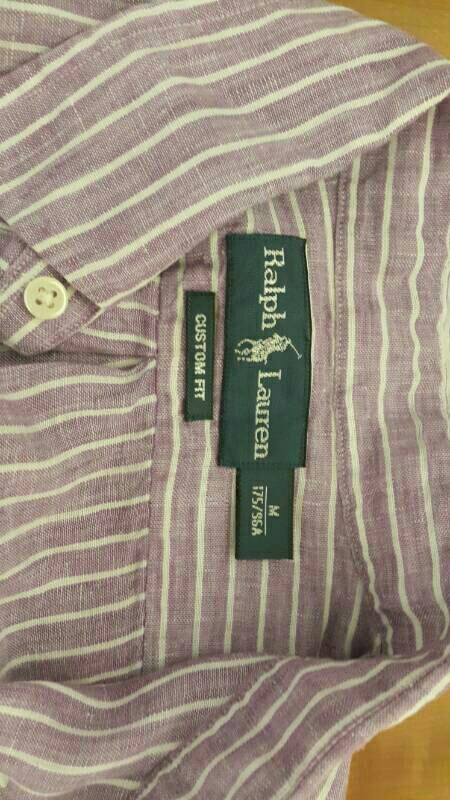 Ralph Lauren
CUSTOM FIT
M
175/96A